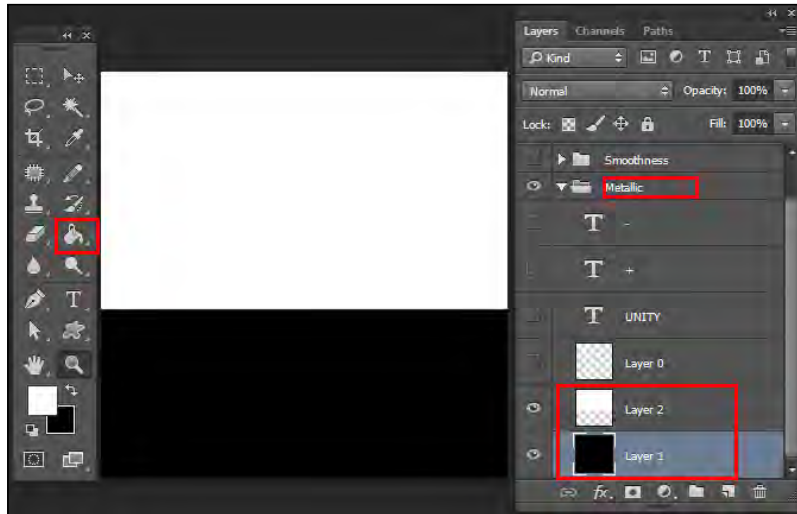 Layers Channels Paths
Kind T
Normal Opacity: 100%
Lock: Fill: 100%
Smoothness
Metallic
T -
T +
T UNITY
Layer 0
Layer 2
Layer 1
T
fx.